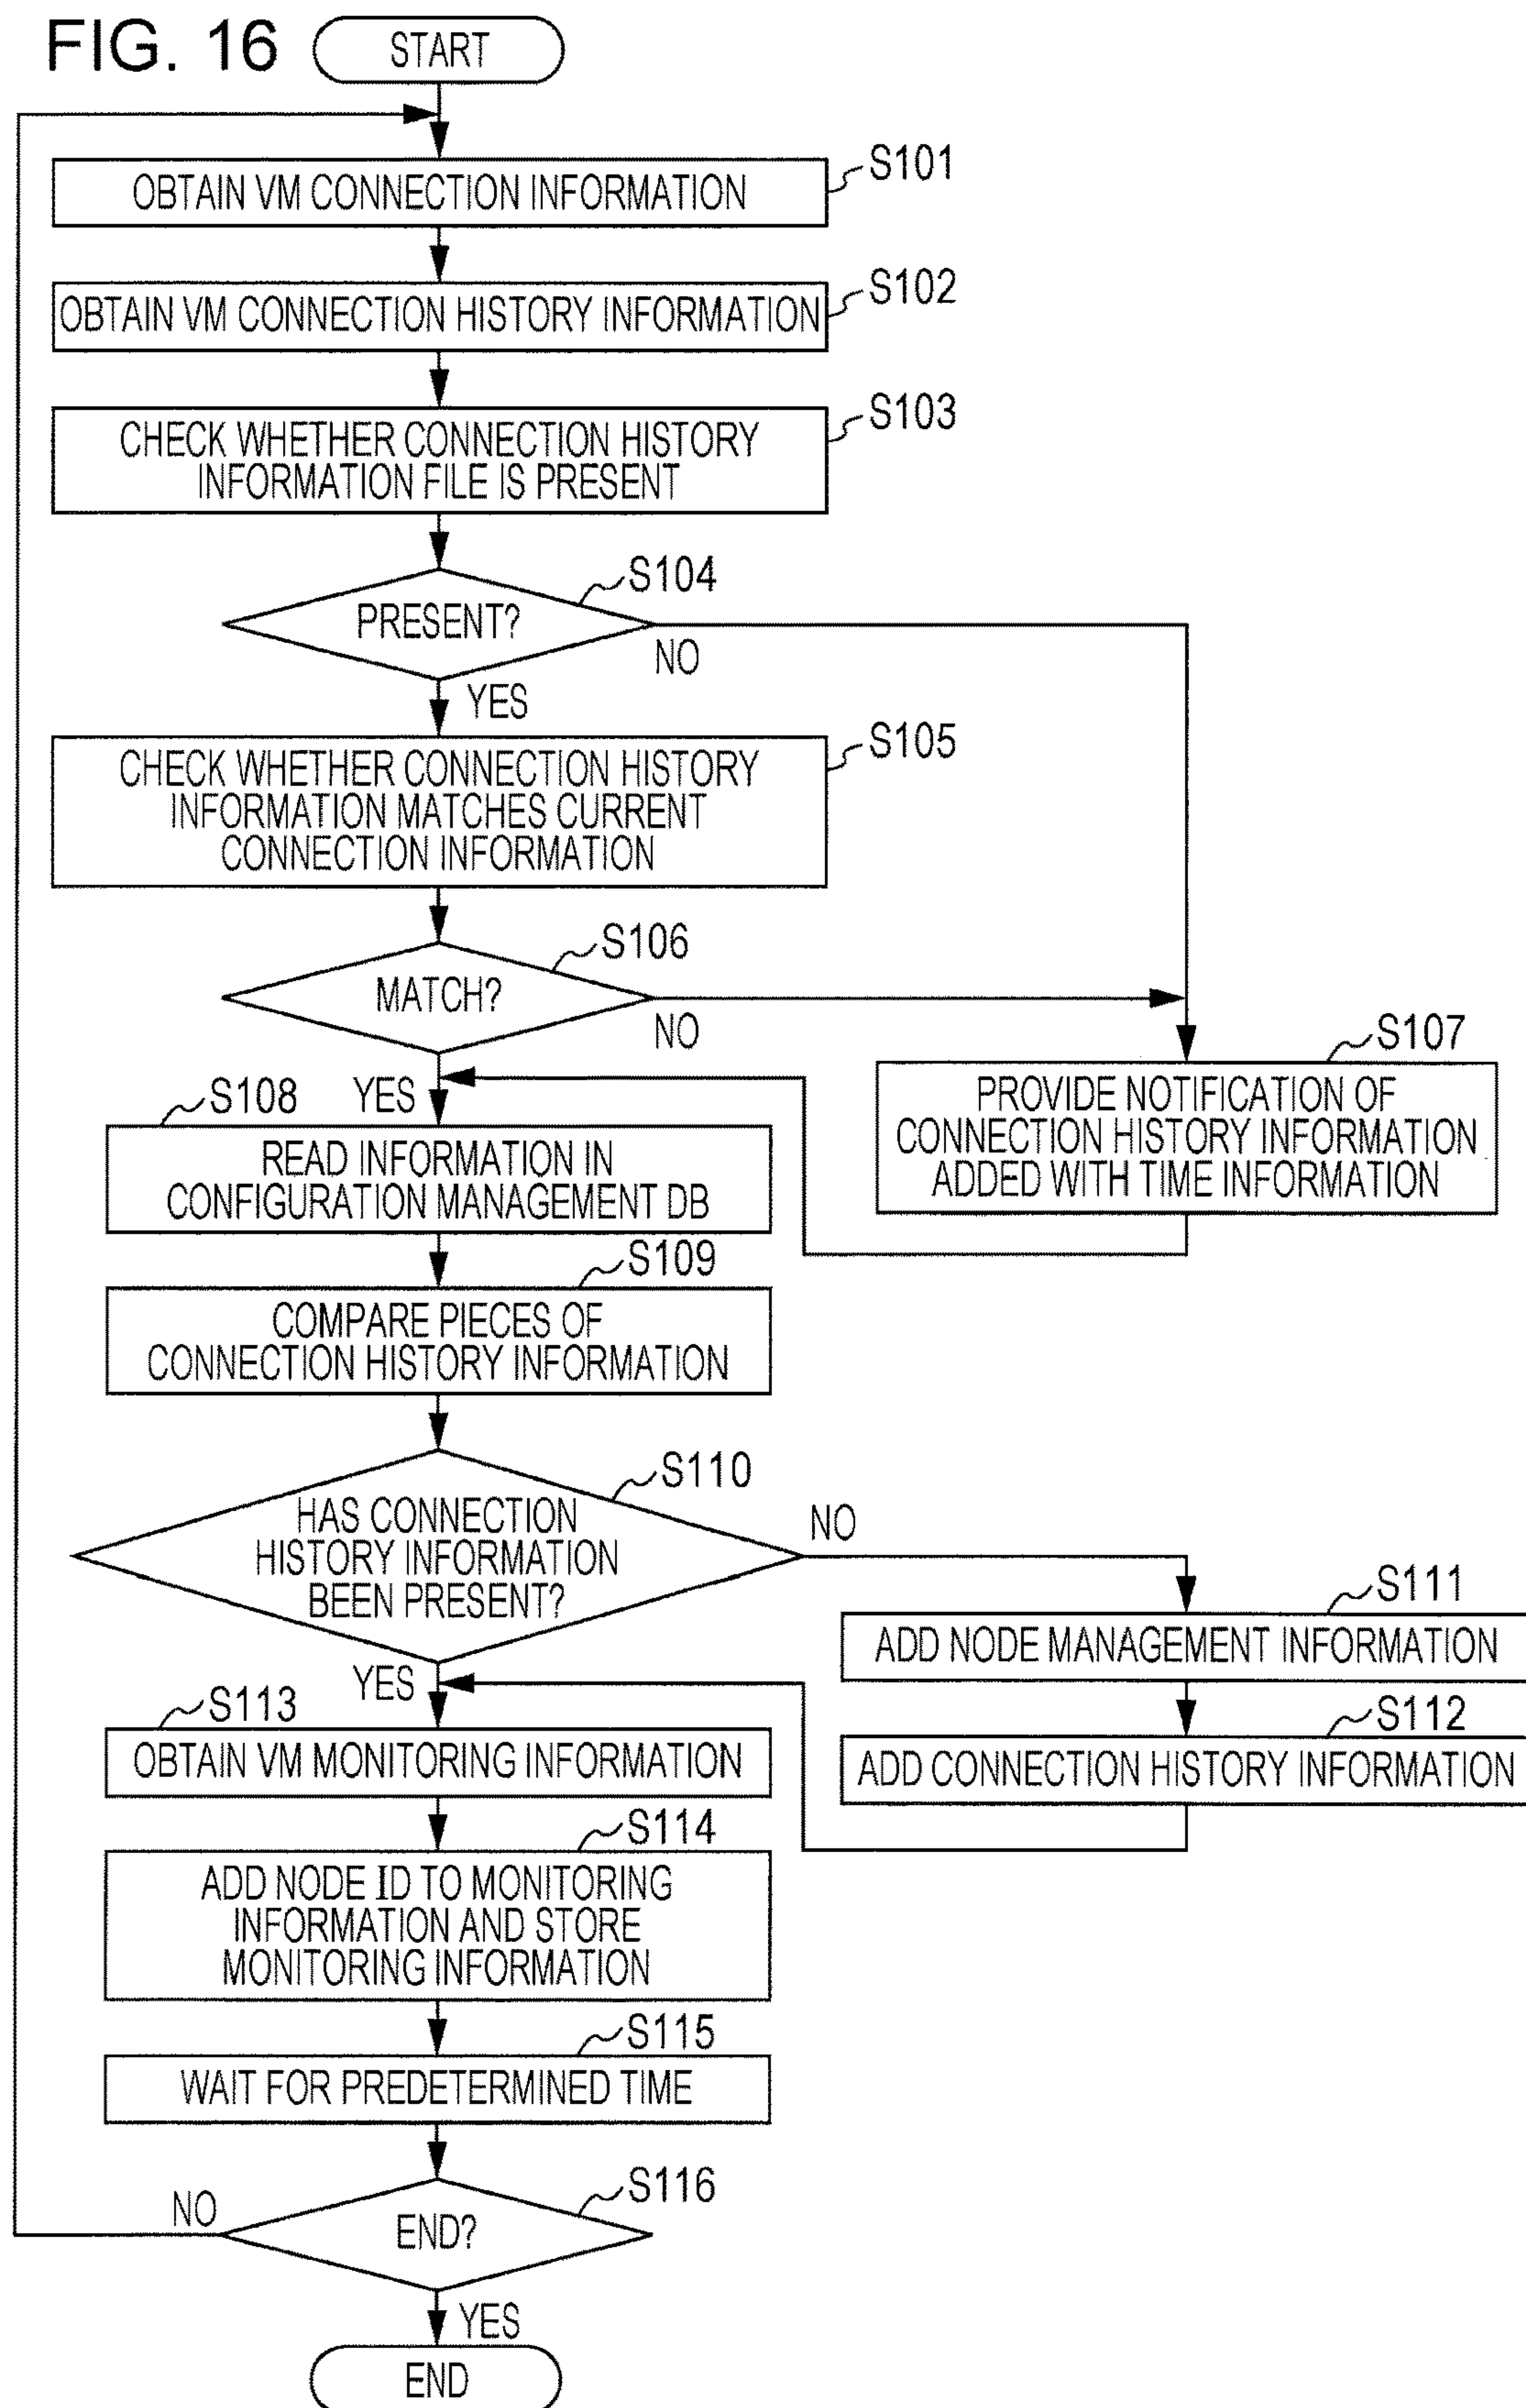 FIG. 16
START
S101
OBTAIN VM CONNECTION INFORMATION
S102
OBTAIN VM CONNECTION HISTORY INFORMATION
S103
CHECK WHETHER CONNECTION HISTORY
INFORMATION FILE IS PRESENT
S104
PRESENT?
NO
YES
S105
CHECK WHETHER CONNECTION HISTORY
INFORMATION MATCHES CURRENT
CONNECTION INFORMATION
S106
MATCH?
NO
S107
PROVIDE NOTIFICATION OF
CONNECTION HISTORY INFORMATION
ADDED WITH TIME INFORMATION
YES
S108
READ INFORMATION IN
CONFIGURATION MANAGEMENT DB
S109
COMPARE PIECES OF
CONNECTION HISTORY INFORMATION
S110
HAS CONNECTION
HISTORY INFORMATION
BEEN PRESENT?
NO
S111
ADD NODE MANAGEMENT INFORMATION
S112
ADD CONNECTION HISTORY INFORMATION
YES
S113
OBTAIN VM MONITORING INFORMATION
S114
ADD NODE ID TO MONITORING
INFORMATION AND STORE
MONITORING INFORMATION
S115
WAIT FOR PREDETERMINED TIME
S116
END?
NO
YES
END